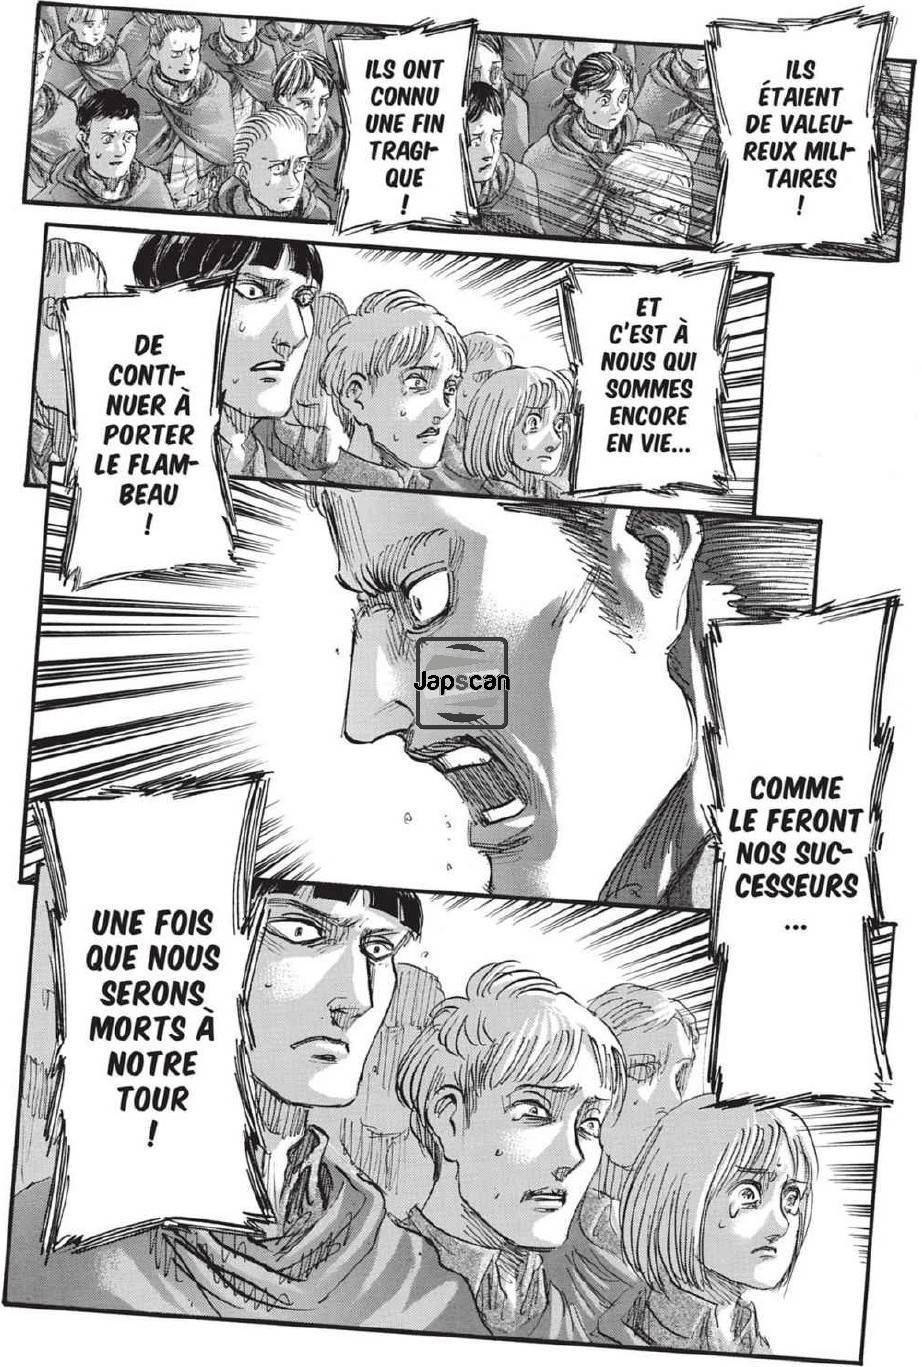 ILS
ÉTAIENT
DE VALEU-
REUX MILI-
TAIRES
!
ILS ONT
CONNU
UNE FIN
TRAGI-
QUE
!
ET
C'EST À
NOUS QUI
SOMMES
ENCORE
EN VIE...
DE
CONTI-
NUER À
PORTER
LE FLAM-
BEAU
!
Japscan
COMME
LE FERONT
NOS SUC-
CESSEURS
...
UNE FOIS
QUE NOUS
SERONS
MORTS À
NOTRE
TOUR
!